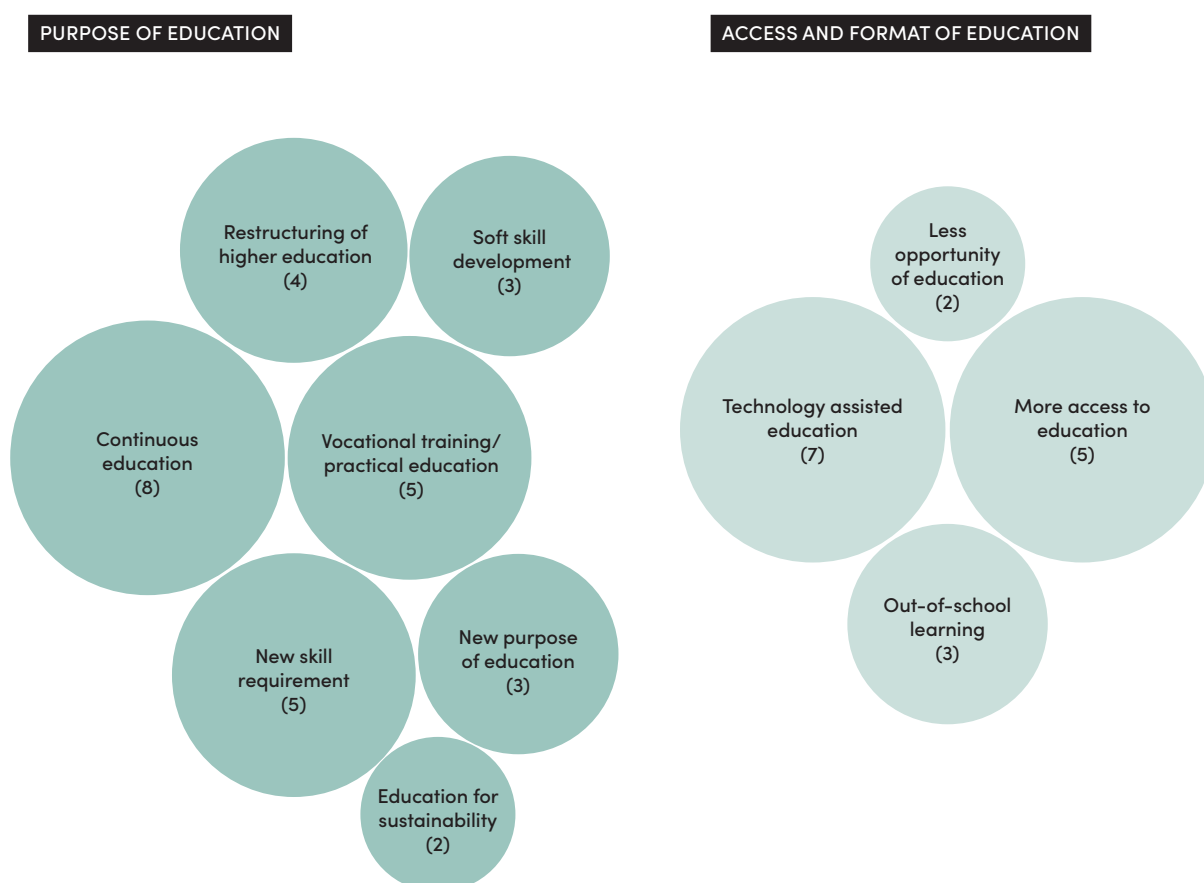 PURPOSE OF EDUCATION
Restructuring of
higher education
(4)
Soft skill
development
(3)
Continuous
education
(8)
Vocational training/
practical education
(5)
New skill
requirement
(5)
New purpose
of education
(3)
Education for
sustainability
(2)
ACCESS AND FORMAT OF EDUCATION
Less
opportunity
of education
(2)
Technology assisted
education
(7)
More access to
education
(5)
Out-of-school
learning
(3)